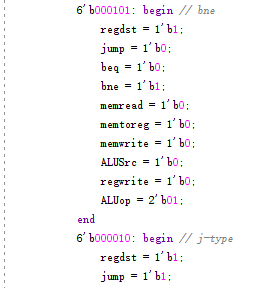 6'b000101: begin // bne
regdst = 1'b1;
jump = 1'b0;
beq = 1'b0;
bne = 1'b1;
memread = 1'b0;
memtoreg = 1'b0;
memwrite = 1'b0;
ALUSrc = 1'b0;
regwrite = 1'b0;
ALUop = 2'b01;
end
6'b000010: begin // j-type
regdst = 1'b1;
jump = 1'b1;